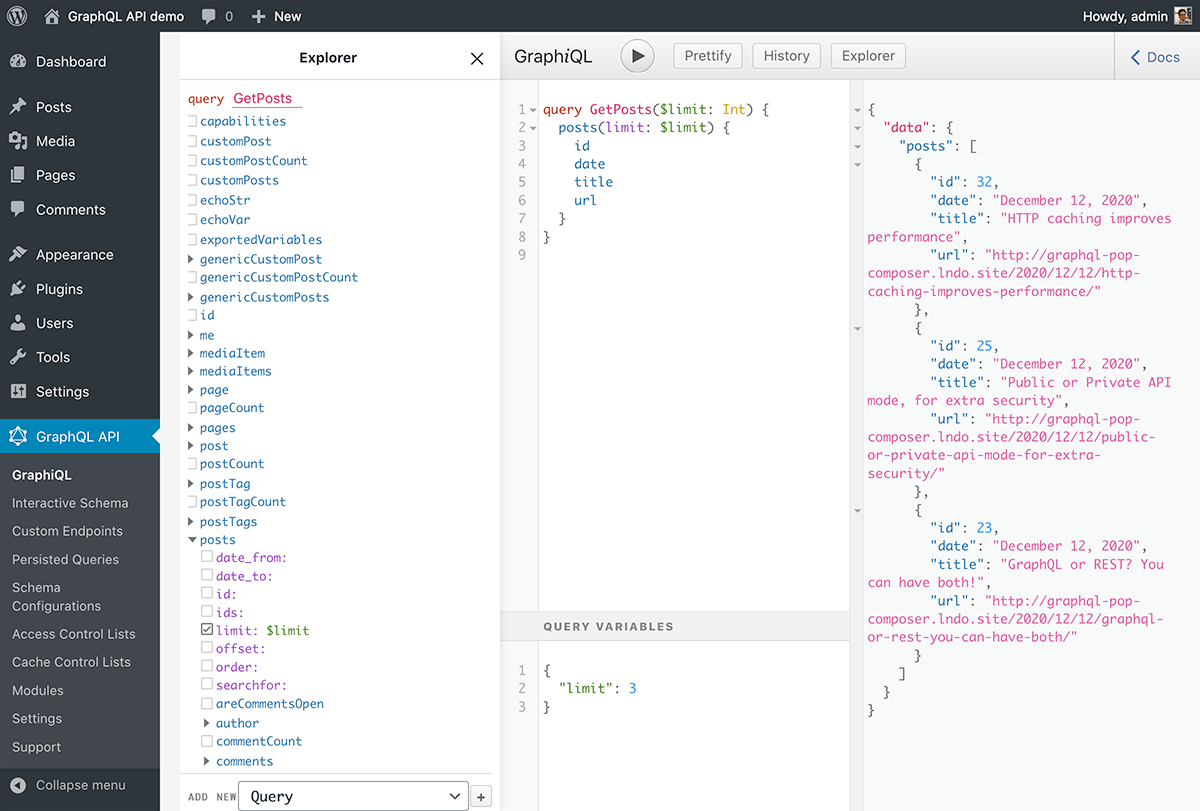 GraphQL API demo 0 New Howdy, admin
Dashboard
Posts
Media
Pages
Comments
Appearance
Plugins
Users
Tools
Settings
GraphQL API
GraphiQL
Interactive Schema
Custom Endpoints
Persisted Queries
Schema
Configurations
Access Control Lists
Cache Control Lists
Modules
Settings
Support
Collapse menu
Explorer
query GetPosts
capabilities
customPost
customPostCount
customPosts
echoStr
echoVar
exportedVariables
genericCustomPost
genericCustomPostCount
genericCustomPosts
id
me
mediaItem
mediaItems
page
pageCount
pages
post
postCount
postTag
postTagCount
postTags
posts
date_from:
date_to:
id:
ids:
limit: $limit
offset:
order:
searchfor:
areCommentsOpen
author
commentCount
comments
ADD NEW Query +
GraphiQL Prettify History Explorer Docs
1 query GetPosts($limit: Int) {
2 posts(limit: $limit) {
3 id
4 date
5 title
6 url
7 }
8 }
9
QUERY VARIABLES
1 {
2 "limit": 3
3 }
{
"data": {
"posts": [
{
"id": 32,
"date": "December 12, 2020",
"title": "HTTP caching improves
performance",
"url": "http://graphql-pop-
composer.lndo.site/2020/12/12/http-
caching-improves-performance/"
},
{
"id": 25,
"date": "December 12, 2020",
"title": "Public or Private API
mode, for extra security",
"url": "http://graphql-pop-
composer.lndo.site/2020/12/12/public-
or-private-api-mode-for-extra-
security/"
},
{
"id": 23,
"date": "December 12, 2020",
"title": "GraphQL or REST? You
can have both!",
"url": "http://graphql-pop-
composer.lndo.site/2020/12/12/graphql-
or-rest-you-can-have-both/"
}
]
}
}